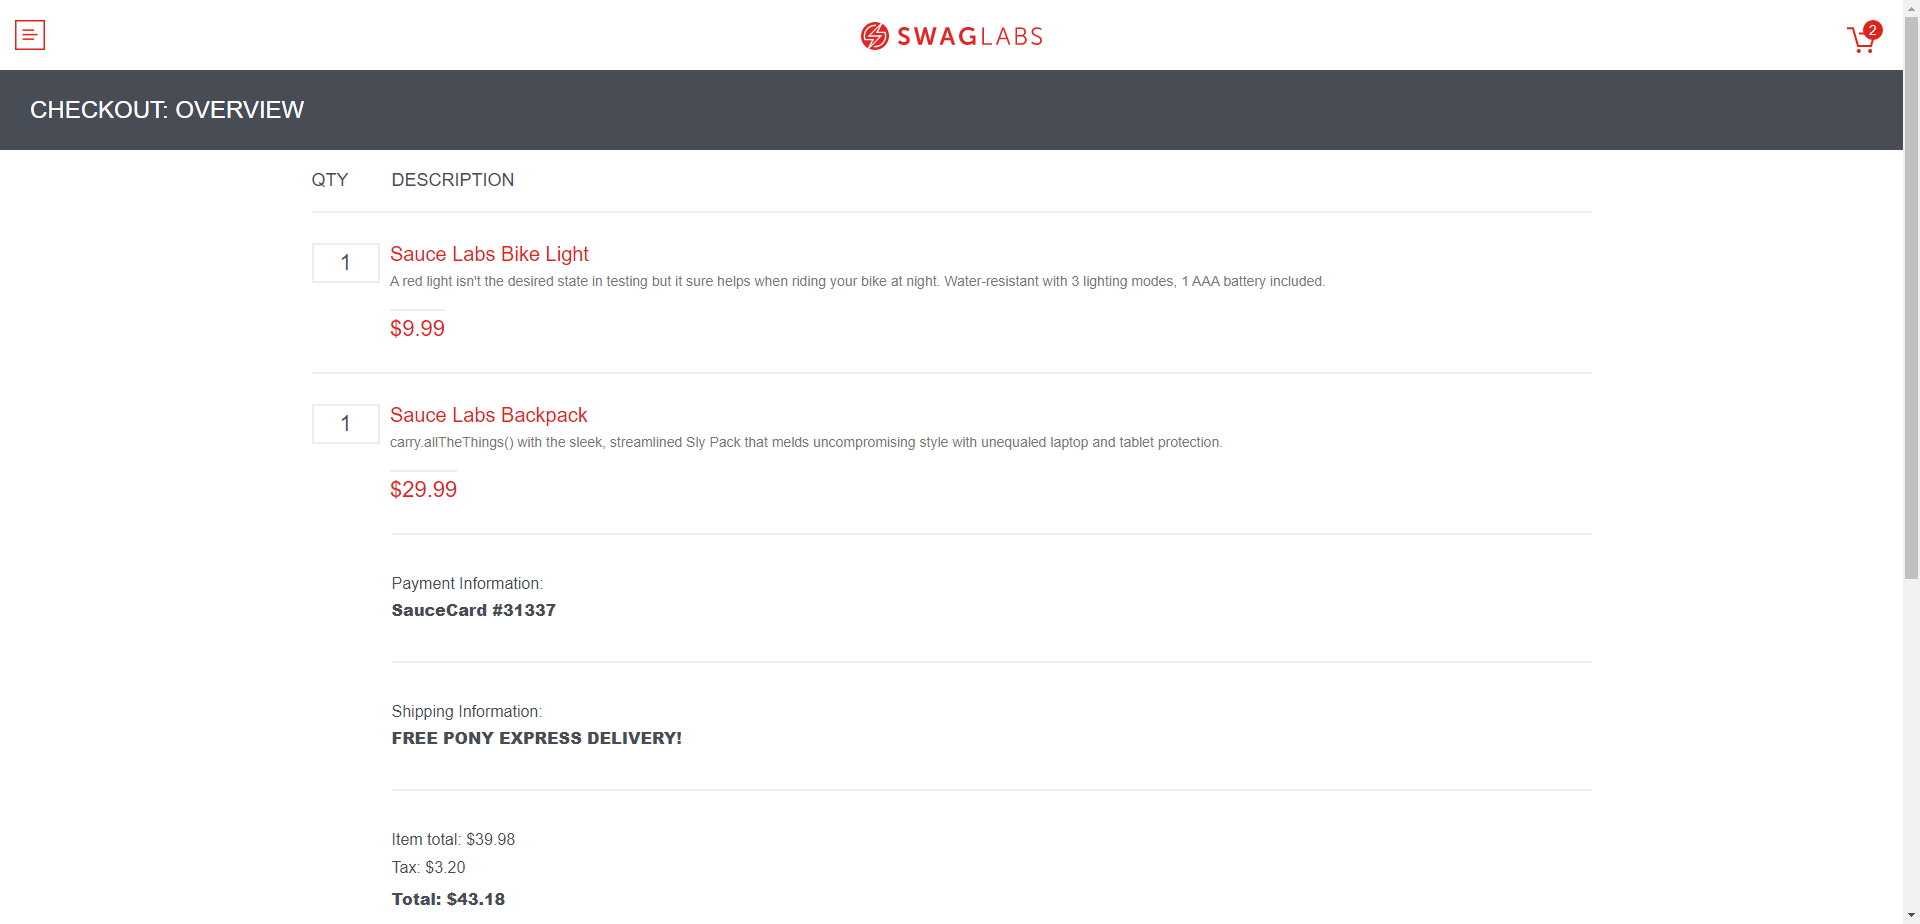 SWAGLABS
2
CHECKOUT: OVERVIEW
QTY DESCRIPTION
1 Sauce Labs Bike Light
A red light isn't the desired state in testing but it sure helps when riding your bike at night. Water-resistant with 3 lighting modes, 1 AAA battery included.
$9.99
1 Sauce Labs Backpack
carry.allTheThings() with the sleek, streamlined Sly Pack that melds uncompromising style with unequaled laptop and tablet protection.
$29.99
Payment Information:
SauceCard #31337
Shipping Information:
FREE PONY EXPRESS DELIVERY!
Item total: $39.98
Tax: $3.20
Total: $43.18